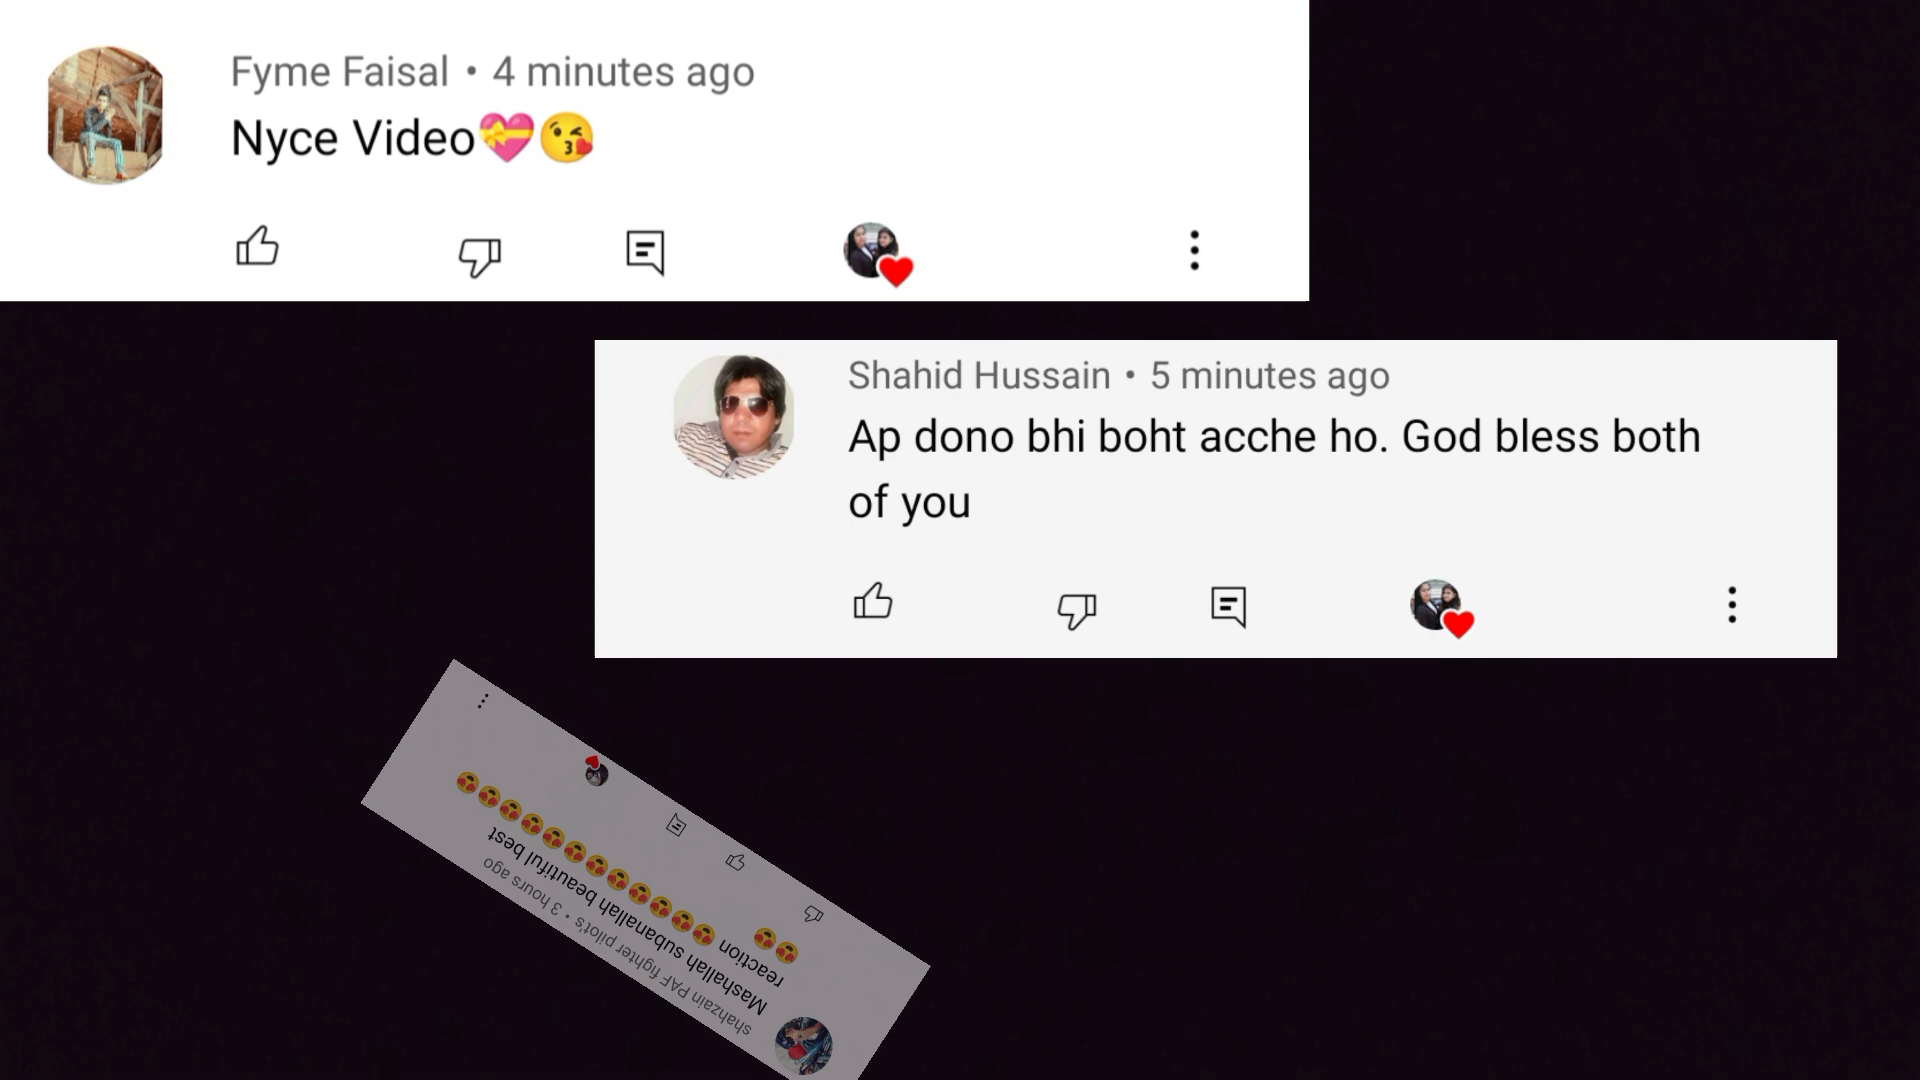 Fyme Faisal • 4 minutes ago
Nyce Video💝😘
Shahid Hussain • 5 minutes ago
Ap dono bhi boht acche ho. God bless both
of you
shahzain PAF fighter pilot's • 3 hours ago
Mashallah subanallah beautiful best
reaction 😍😍😍😍😍😍😍😍😍😍😍😍
😍😍